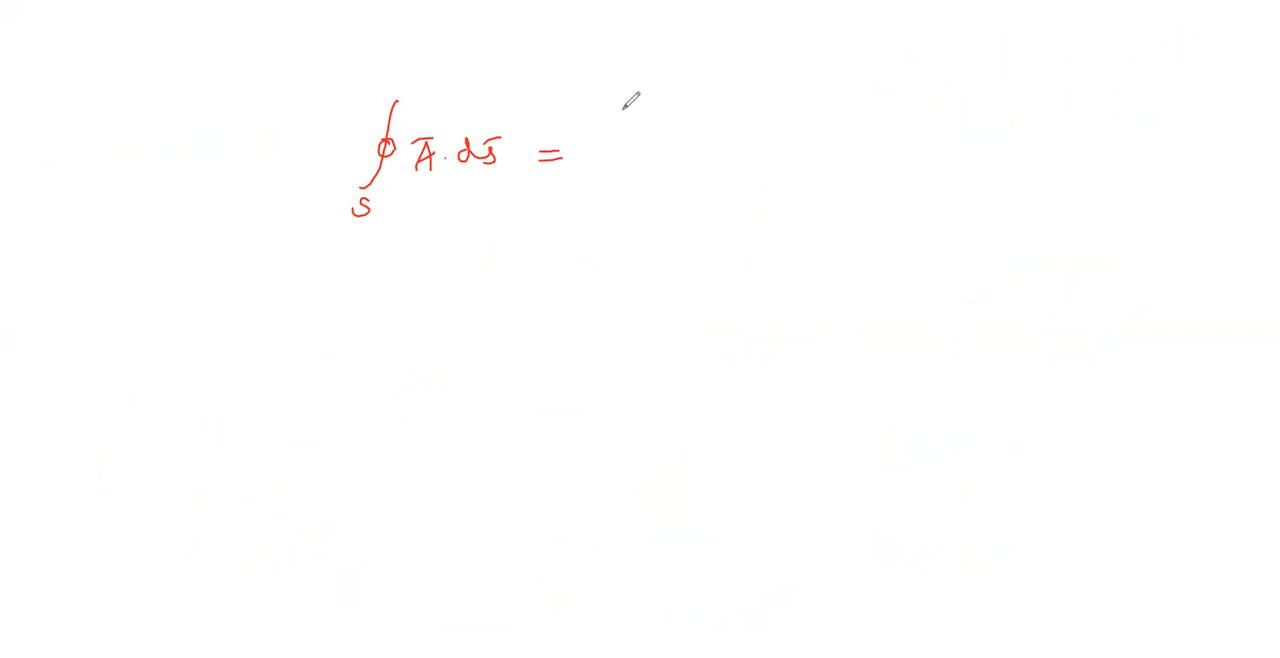 ∮_S Ā · ds̄ =